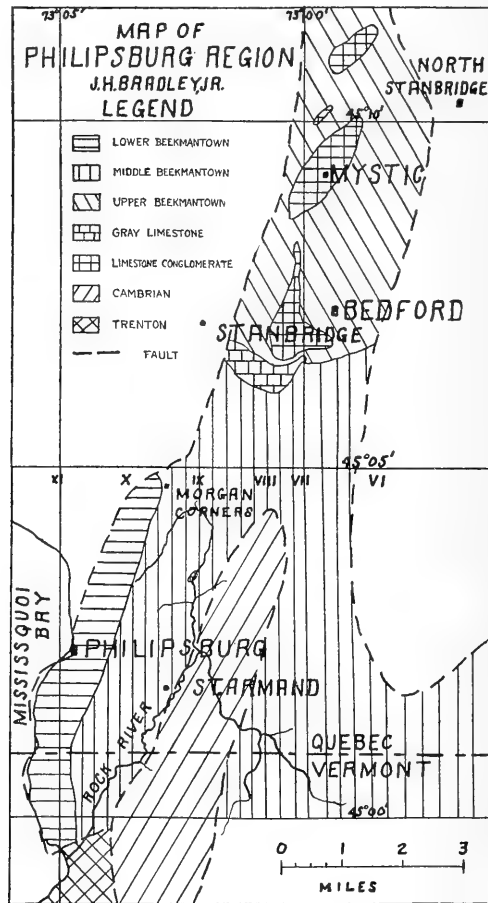 73°05'
73°00'
MAP OF
PHILIPSBURG REGION
J.H. BRADLEY, JR.
LEGEND
LOWER BEEKMANTOWN
MIDDLE BEEKMANTOWN
UPPER BEEKMANTOWN
GRAY LIMESTONE
LIMESTONE CONGLOMERATE
CAMBRIAN
TRENTON
FAULT
NORTH
STANBRIDGE
45°10'
MYSTIC
BEDFORD
STANBRIDGE
45°05'
XI X IX VIII VII VI
MORGAN
CORNERS
MISSISSQUOI
BAY
PHILIPSBURG
STARMAND
ROCK RIVER
QUEBEC
VERMONT
45°00'
0 1 2 3
MILES